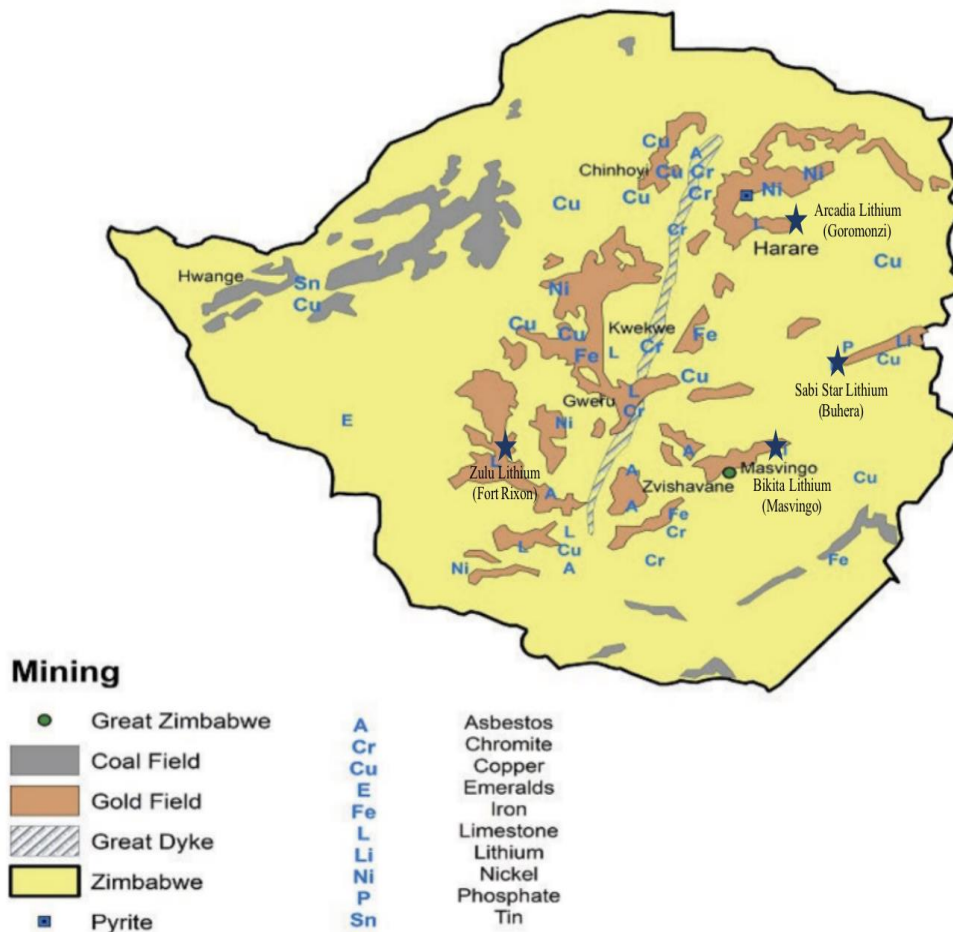 Cu
A
Chinhoyi
Cu
Cr
Ni
Cu
Cu
Cr
Ni
Arcadia Lithium
(Goromonzi)
L
Cr
Harare
Cu
Hwange
Sn
Cu
Ni
Cu
Cu
Kwekwe
Fe
Fe
L
Cr
P
Li
Cu
Cu
Sabi Star Lithium
(Buhera)
L
Gweru
Cr
E
Ni
A
L
Zulu Lithium
(Fort Rixon)
A
Masvingo
Zvishavane
Bikita Lithium
(Masvingo)
Cu
A
A
Fe
Cr
L
L
Cu
Cr
Fe
Ni
A
Mining
Great Zimbabwe
Coal Field
Gold Field
Great Dyke
Zimbabwe
Pyrite
A Asbestos
Cr Chromite
Cu Copper
E Emeralds
Fe Iron
L Limestone
Li Lithium
Ni Nickel
P Phosphate
Sn Tin